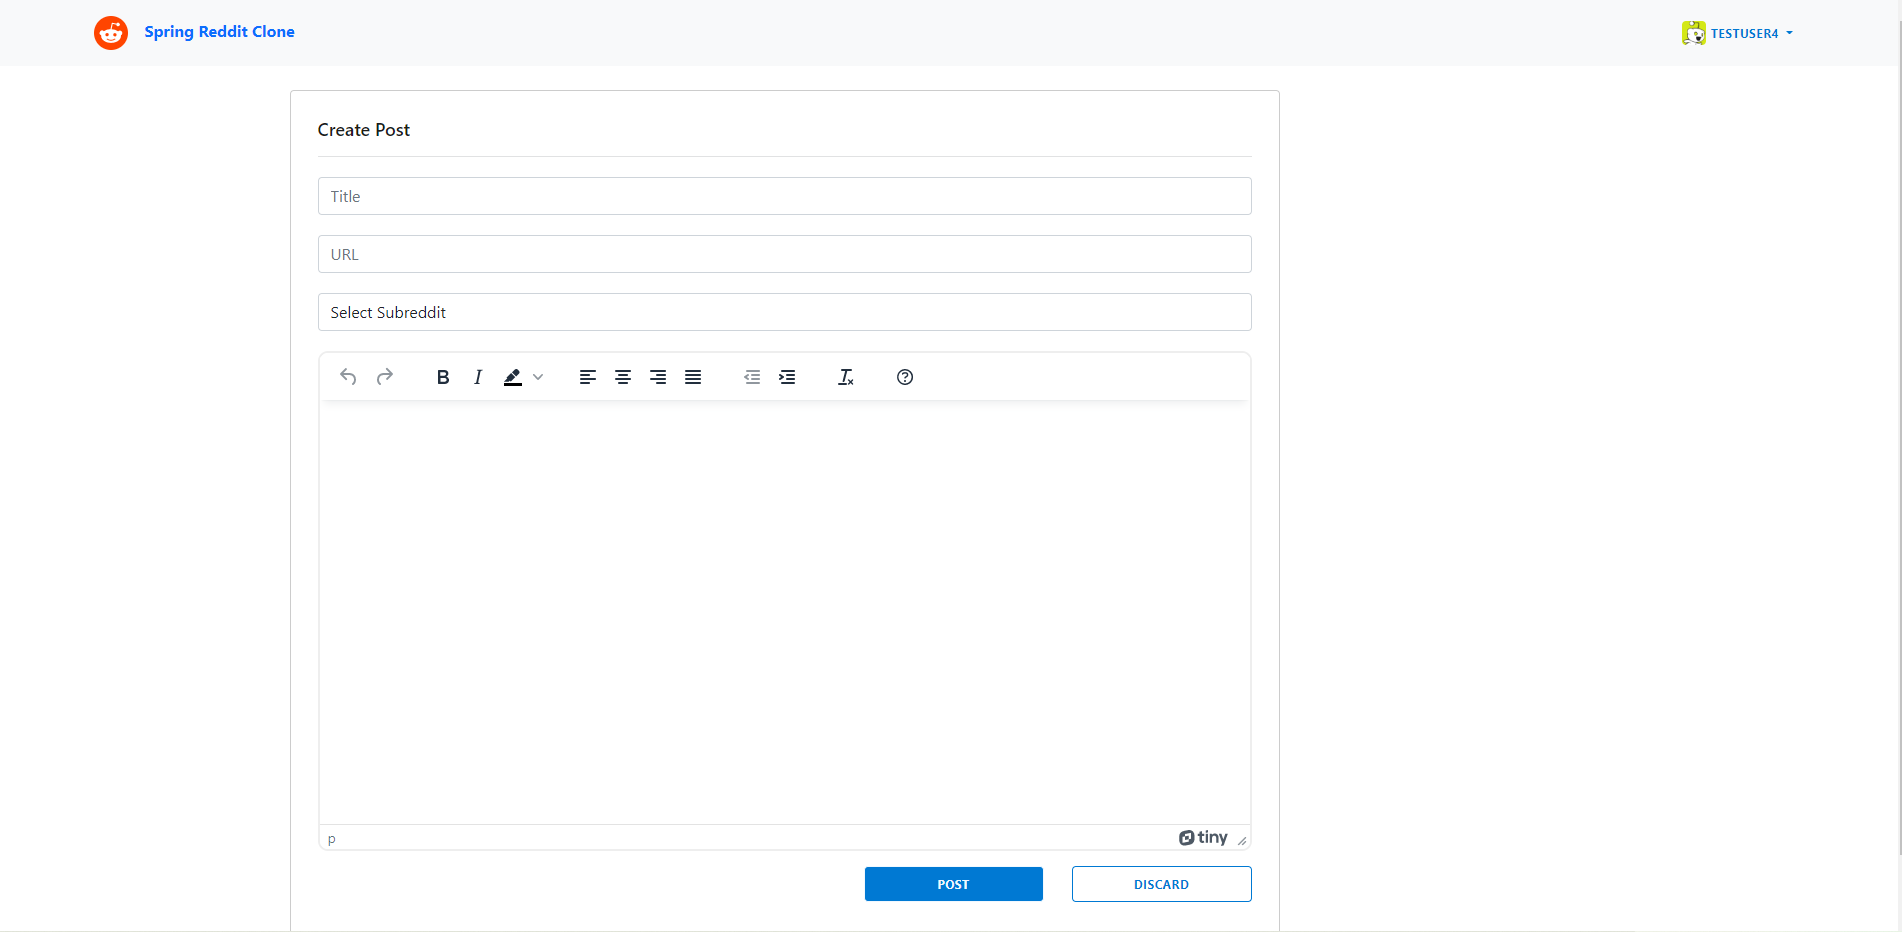 Spring Reddit Clone
TESTUSER4
Create Post
Title
URL
Select Subreddit
p
tiny
POST
DISCARD